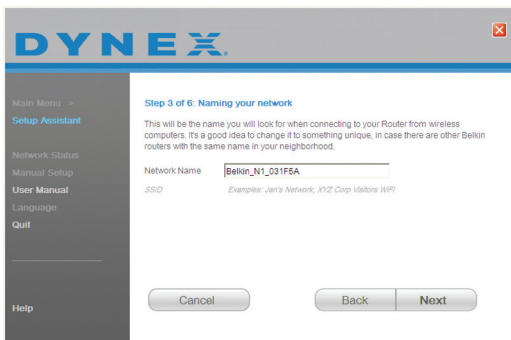 DYNEX
Main Menu >
Setup Assistant
Network Status
Manual Setup
User Manual
Language
Quit
Help
Step 3 of 6: Naming your network
This will be the name you will look for when connecting to your Router from wireless
computers. It's a good idea to change it to something unique, in case there are other Belkin
routers with the same name in your neighborhood.
Network Name Belkin_N1_031F5A
SSID Examples: Jan's Network, XYZ Corp Visitors WiFi
Cancel Back Next